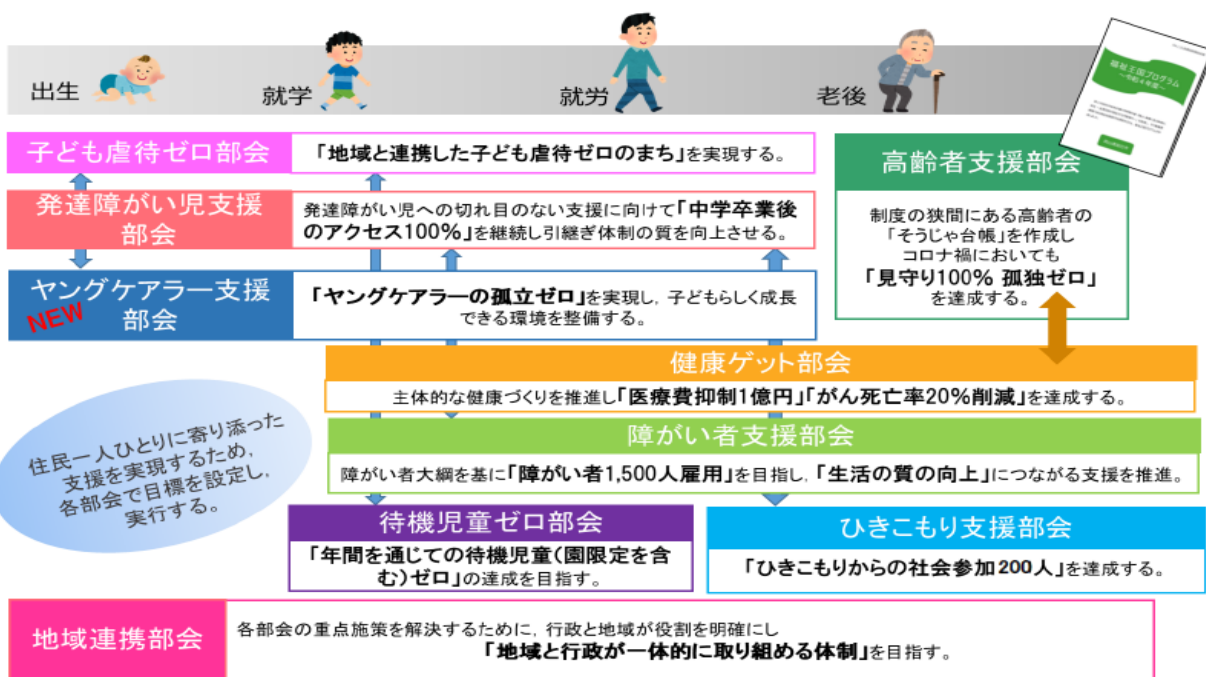 出生
就学
就労
老後
福祉王国プログラム
~令和4年度~
子ども虐待ゼロ部会
「地域と連携した子ども虐待ゼロのまち」を実現する。
発達障がい児支援
部会
発達障がい児への切れ目のない支援に向けて「中学卒業後
のアクセス100%」を継続し引継ぎ体制の質を向上させる。
ヤングケアラー支援
部会
NEW
「ヤングケアラーの孤立ゼロ」を実現し,子どもらしく成長
できる環境を整備する。
高齢者支援部会
制度の狭間にある高齢者の
「そうじゃ台帳」を作成し
コロナ禍においても
「見守り100% 孤独ゼロ」
を達成する。
健康ゲット部会
主体的な健康づくりを推進し「医療費抑制1億円」「がん死亡率20%削減」を達成する。
障がい者支援部会
障がい者大綱を基に「障がい者1,500人雇用」を目指し,「生活の質の向上」につながる支援を推進。
住民一人ひとりに寄り添った
支援を実現するため,
各部会で目標を設定し,
実行する。
待機児童ゼロ部会
「年間を通じての待機児童(園限定を含
む)ゼロ」の達成を目指す。
ひきこもり支援部会
「ひきこもりからの社会参加200人」を達成する。
地域連携部会
各部会の重点施策を解決するために,行政と地域が役割を明確にし
「地域と行政が一体的に取り組める体制」を目指す。